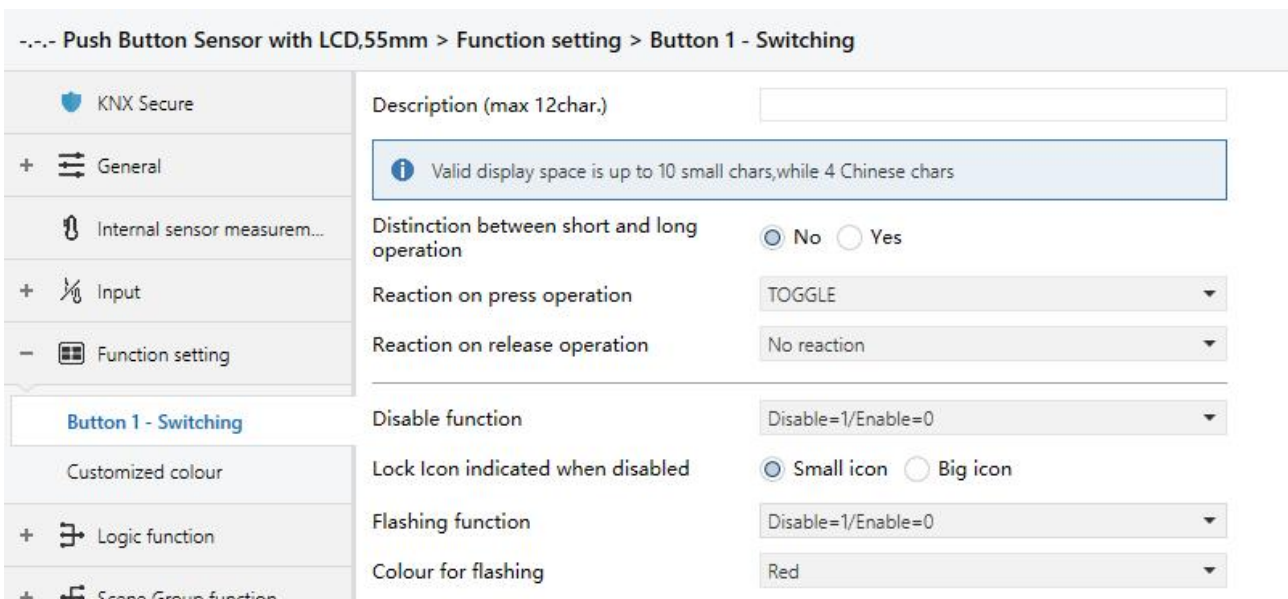 -.-.- Push Button Sensor with LCD,55mm > Function setting > Button 1 - Switching
KNX Secure
+ General
Internal sensor measurem...
+ Input
− Function setting
Button 1 - Switching
Customized colour
+ Logic function
+ Scene Group function
Description (max 12char.)
Valid display space is up to 10 small chars,while 4 Chinese chars
Distinction between short and long
operation
No Yes
Reaction on press operation
TOGGLE
Reaction on release operation
No reaction
Disable function
Disable=1/Enable=0
Lock Icon indicated when disabled
Small icon Big icon
Flashing function
Disable=1/Enable=0
Colour for flashing
Red